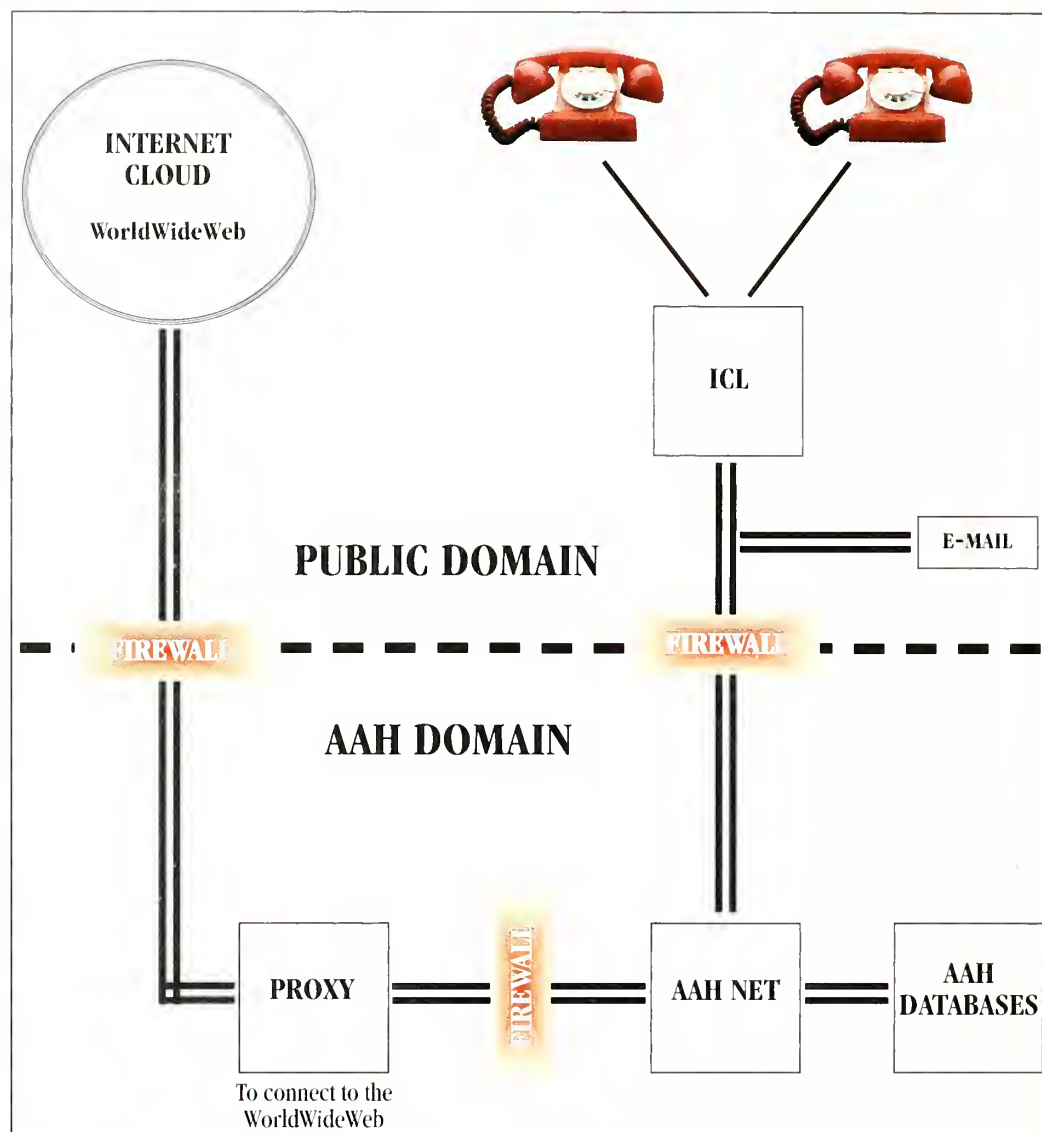 INTERNET
CLOUD
WorldWideWeb
ICL
E-MAIL
PUBLIC DOMAIN
FIREWALL
FIREWALL
AAH DOMAIN
PROXY
FIREWALL
AAH NET
AAH
DATABASES
To connect to the
WorldWideWeb